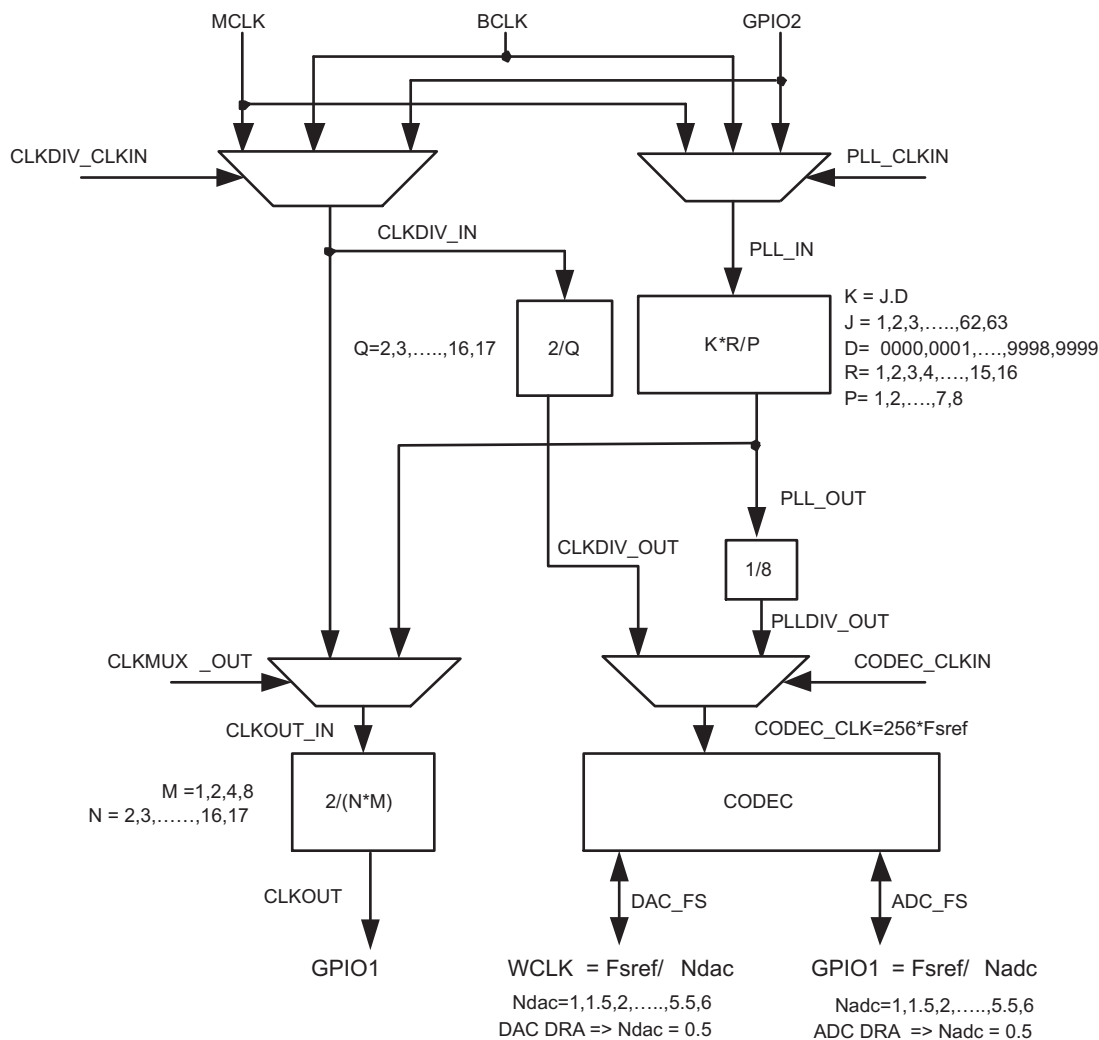 MCLK
BCLK
GPIO2
CLKDIV_CLKIN
PLL_CLKIN
CLKDIV_IN
PLL_IN
Q=2,3,…..,16,17
2/Q
K*R/P
K = J.D
J = 1,2,3,…..,62,63
D= 0000,0001,….,9998,9999
R= 1,2,3,4,….,15,16
P= 1,2,….,7,8
PLL_OUT
CLKDIV_OUT
1/8
PLLDIV_OUT
CLKMUX _OUT
CODEC_CLKIN
CLKOUT_IN
CODEC_CLK=256*Fsref
M =1,2,4,8
N = 2,3,……,16,17
2/(N*M)
CODEC
CLKOUT
DAC_FS
ADC_FS
GPIO1
WCLK = Fsref/ Ndac
GPIO1 = Fsref/ Nadc
Ndac=1,1.5,2,…..,5.5,6
Nadc=1,1.5,2,…..,5.5,6
DAC DRA => Ndac = 0.5
ADC DRA => Nadc = 0.5